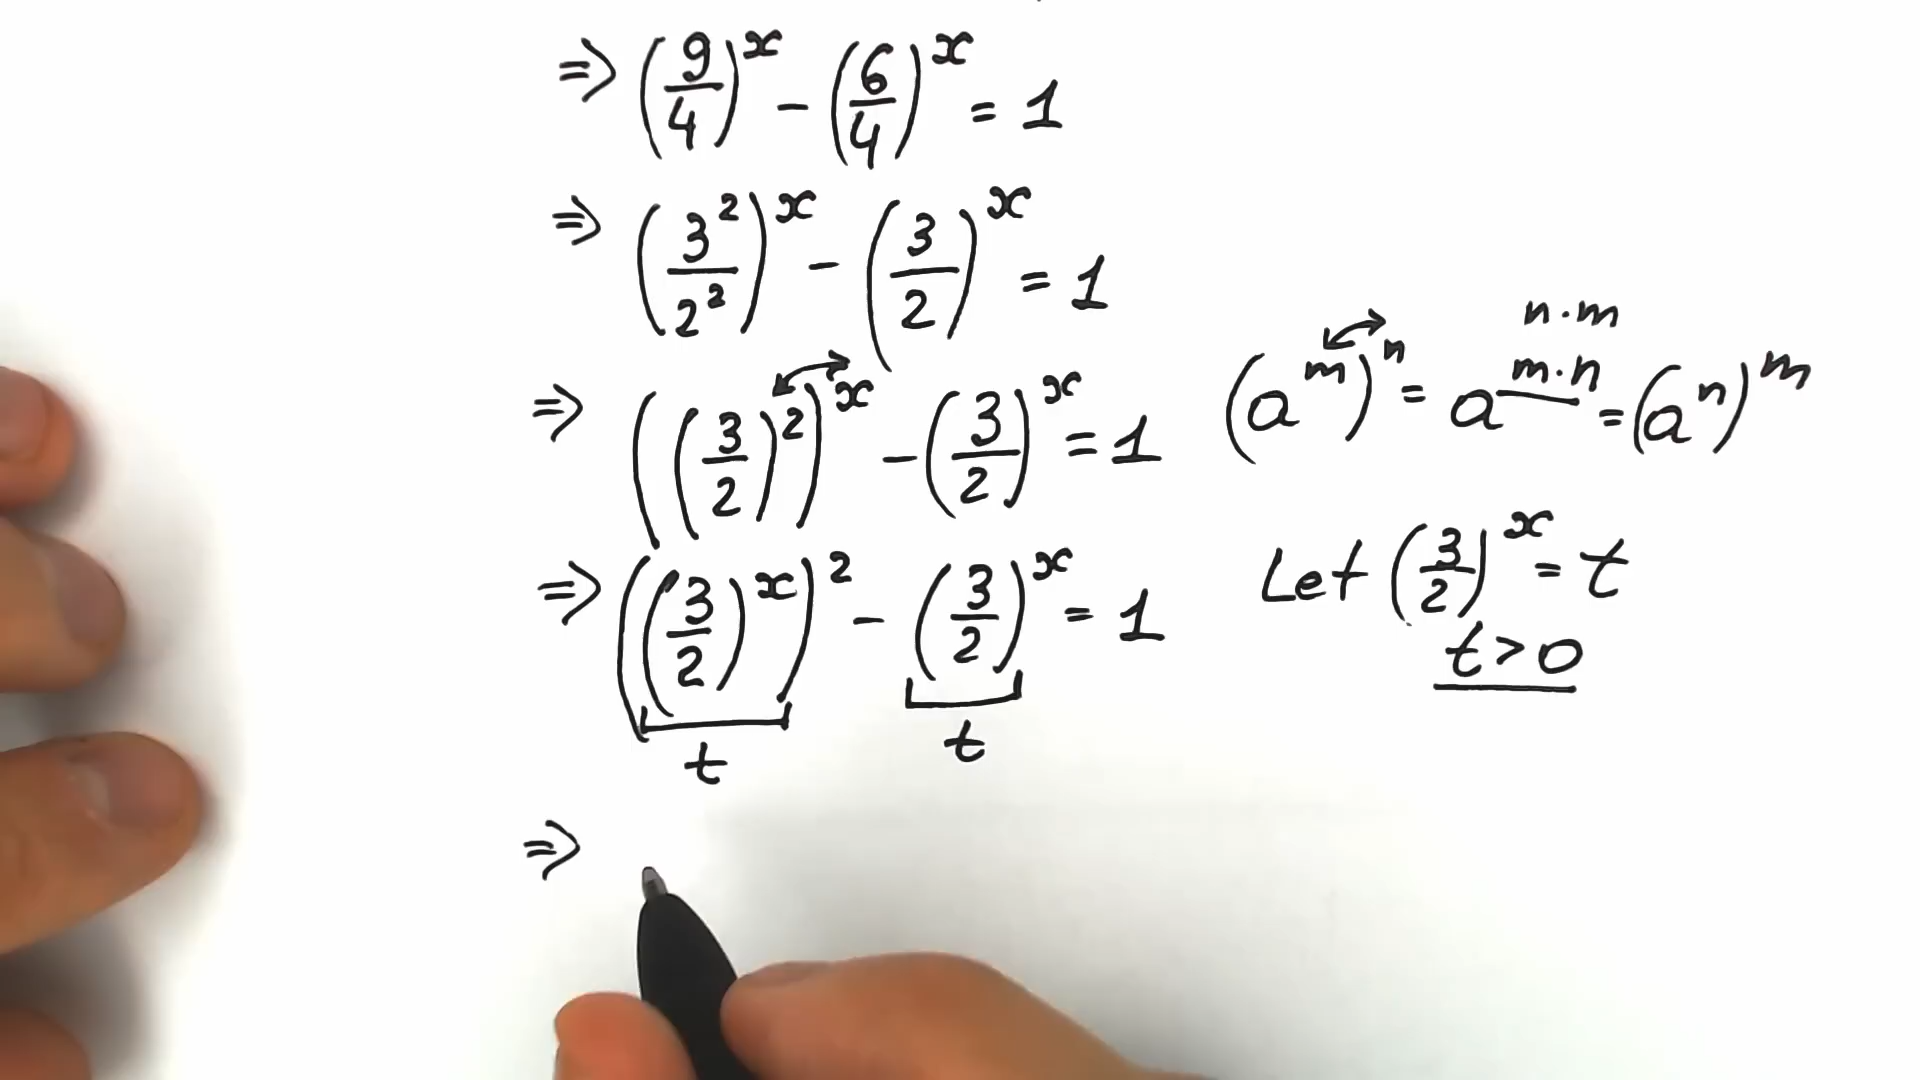 ⇒ (9/4)^x − (6/4)^x = 1
⇒ (3²/2²)^x − (3/2)^x = 1
⇒ ((3/2)²)^x − (3/2)^x = 1
⇒ ((3/2)^x)² − (3/2)^x = 1
t t
⇒
n·m
(a^m)^n = a^(m·n) = (a^n)^m
Let (3/2)^x = t
t > 0